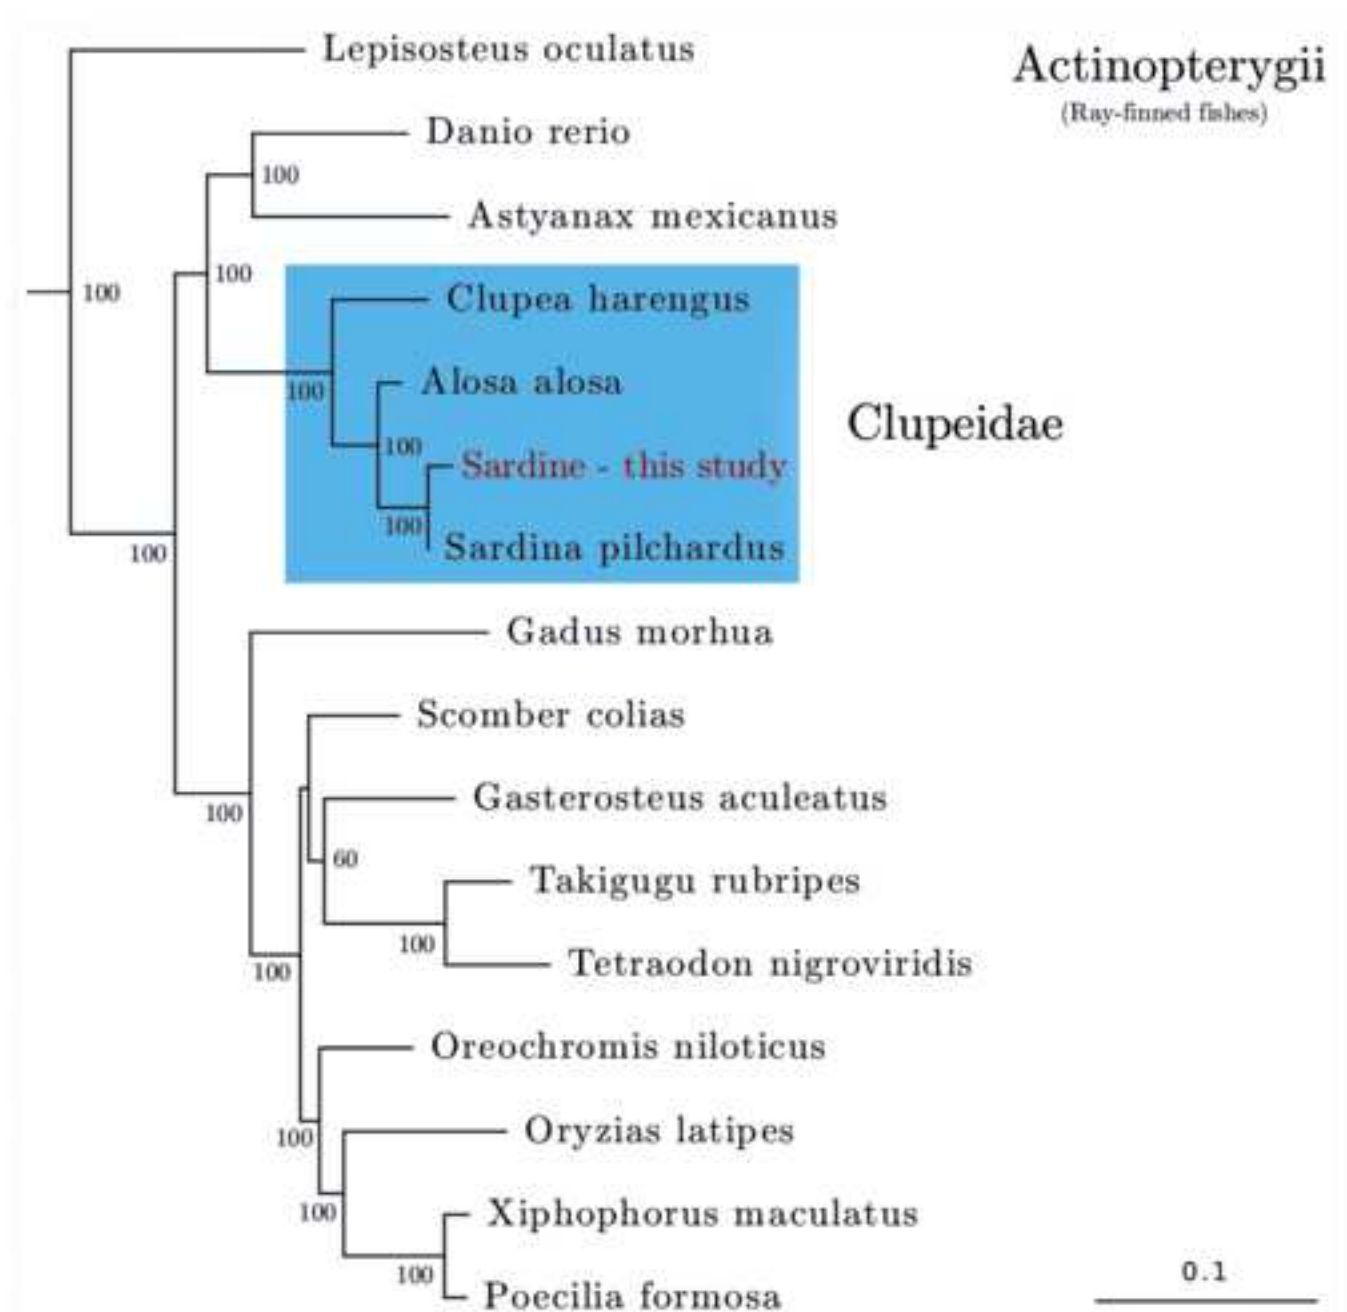 Lepisosteus oculatus
Actinopterygii
(Ray-finned fishes)
Danio rerio
100
Astyanax mexicanus
100
100
Clupea harengus
100
Alosa alosa
Clupeidae
100
Sardine - this study
100
Sardina pilchardus
100
Gadus morhua
Scomber colias
Gasterosteus aculeatus
100
60
Takigugu rubripes
100
Tetraodon nigroviridis
100
Oreochromis niloticus
Oryzias latipes
100
100
Xiphophorus maculatus
0.1
100
Poecilia formosa